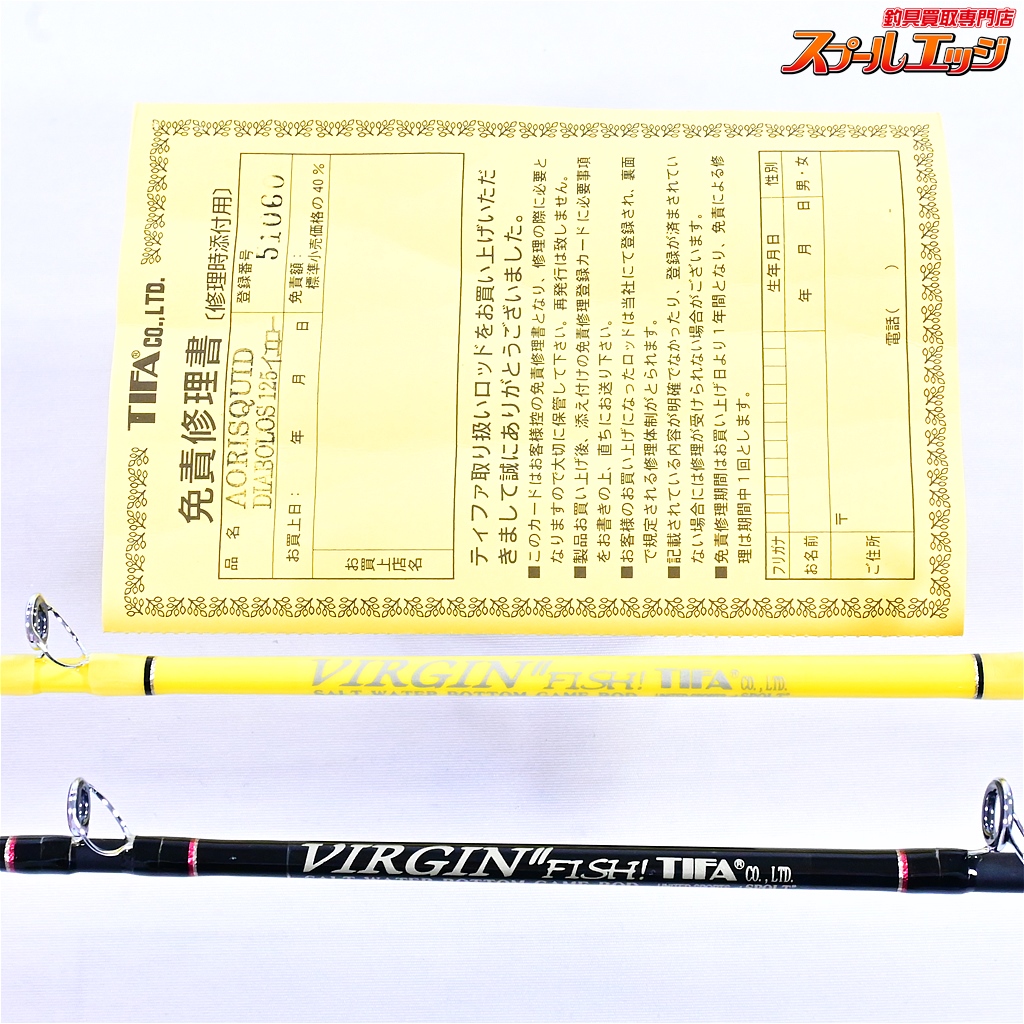 釣具買取専門店
スプールエッジ
TIFA® CO.,LTD.
免責修理書〔修理時添付用〕
品名 AORISQUID DIABOLOS 125イエロー
登録番号 51060
お買上日： 年 月 日
免責額：
標準小売価格の40%
お買上店名
ティファ取り扱いロッドをお買い上げいただ
きまして誠にありがとうございました。
■このカードはお客様控の免責修理書となり、修理の際に必要と
なりますので大切に保管して下さい。再発行は致しません。
■製品お買い上げ後、添え付けの免責修理登録カードに必要事項
をお書きの上、直ちにお送り下さい。
■お客様のお買い上げになったロッドは当社にて登録され、裏面
で規定される修理体制がとられます。
■記載されている内容が明確でなかったり、登録が済まされてい
ない場合には修理が受けられない場合がございます。
■免責修理期間はお買い上げ日より1年間となり、免責による修
理は期間中1回とします。
フリガナ
お名前
生年月日
年 月 日
性別
男・女
ご住所
〒
電話( )
VIRGIN" FISH! TIFA® CO.,LTD.
SALT WATER BOTTOM GAME ROD
VIRGIN" FISH! TIFA® CO.,LTD.
SALT WATER BOTTOM GAME ROD